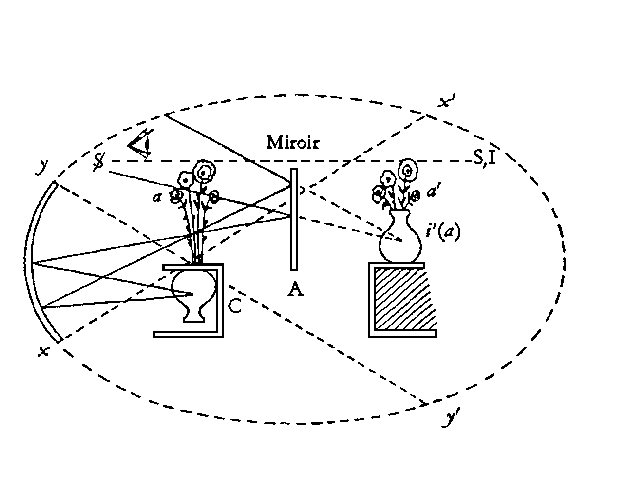 x'
Miroir
y
$ S,I
a a'
i'(a)
A
C
x
y'